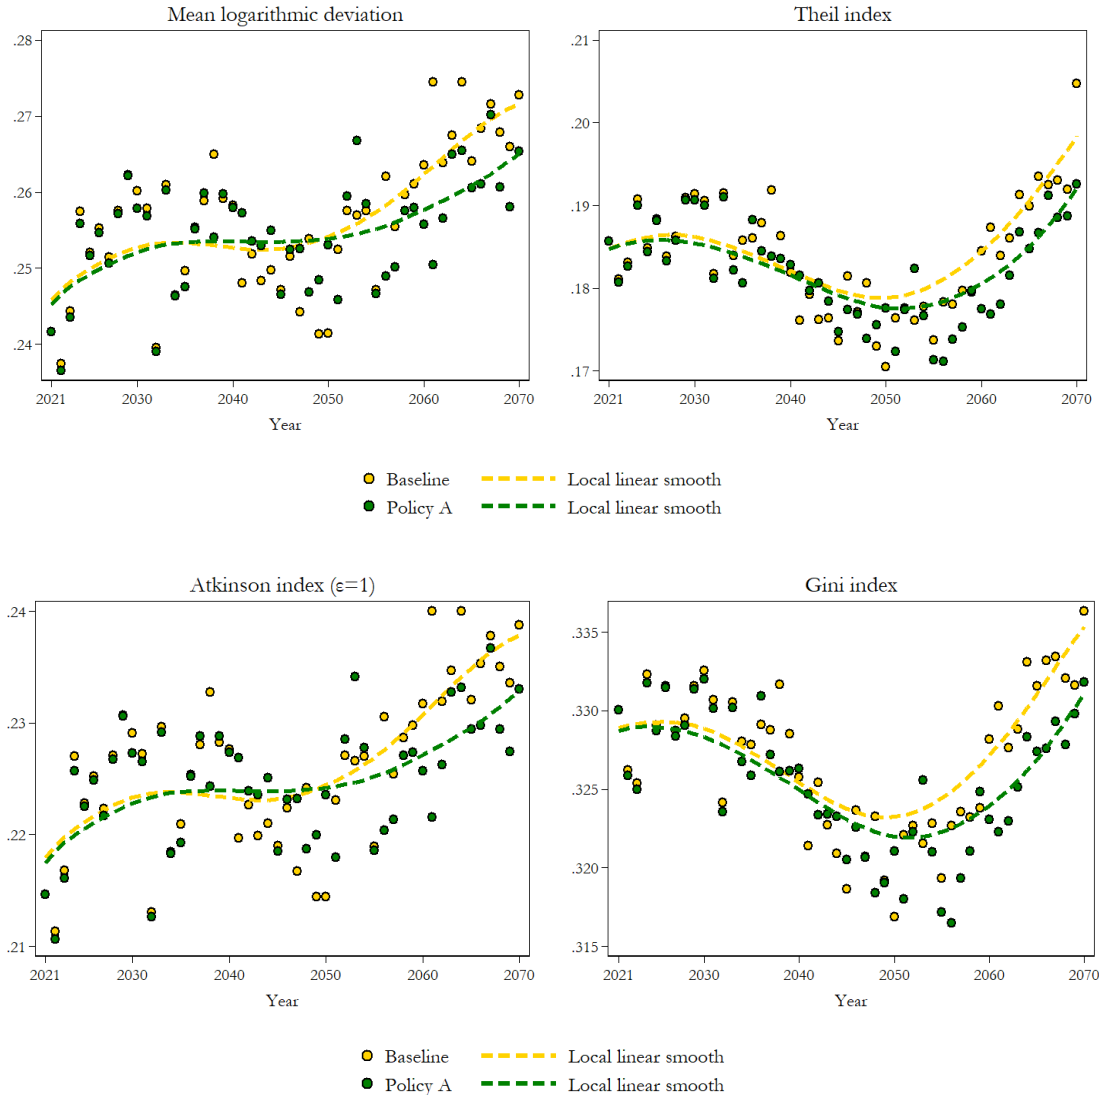 Mean logarithmic deviation
.28
.27
.26
.25
.24
2021 2030 2040 2050 2060 2070
Year
Theil index
.21
.20
.19
.18
.17
2021 2030 2040 2050 2060 2070
Year
Baseline Local linear smooth
Policy A Local linear smooth
Atkinson index (ε=1)
.24
.23
.22
.21
2021 2030 2040 2050 2060 2070
Year
Gini index
.335
.330
.325
.320
.315
2021 2030 2040 2050 2060 2070
Year
Baseline Local linear smooth
Policy A Local linear smooth